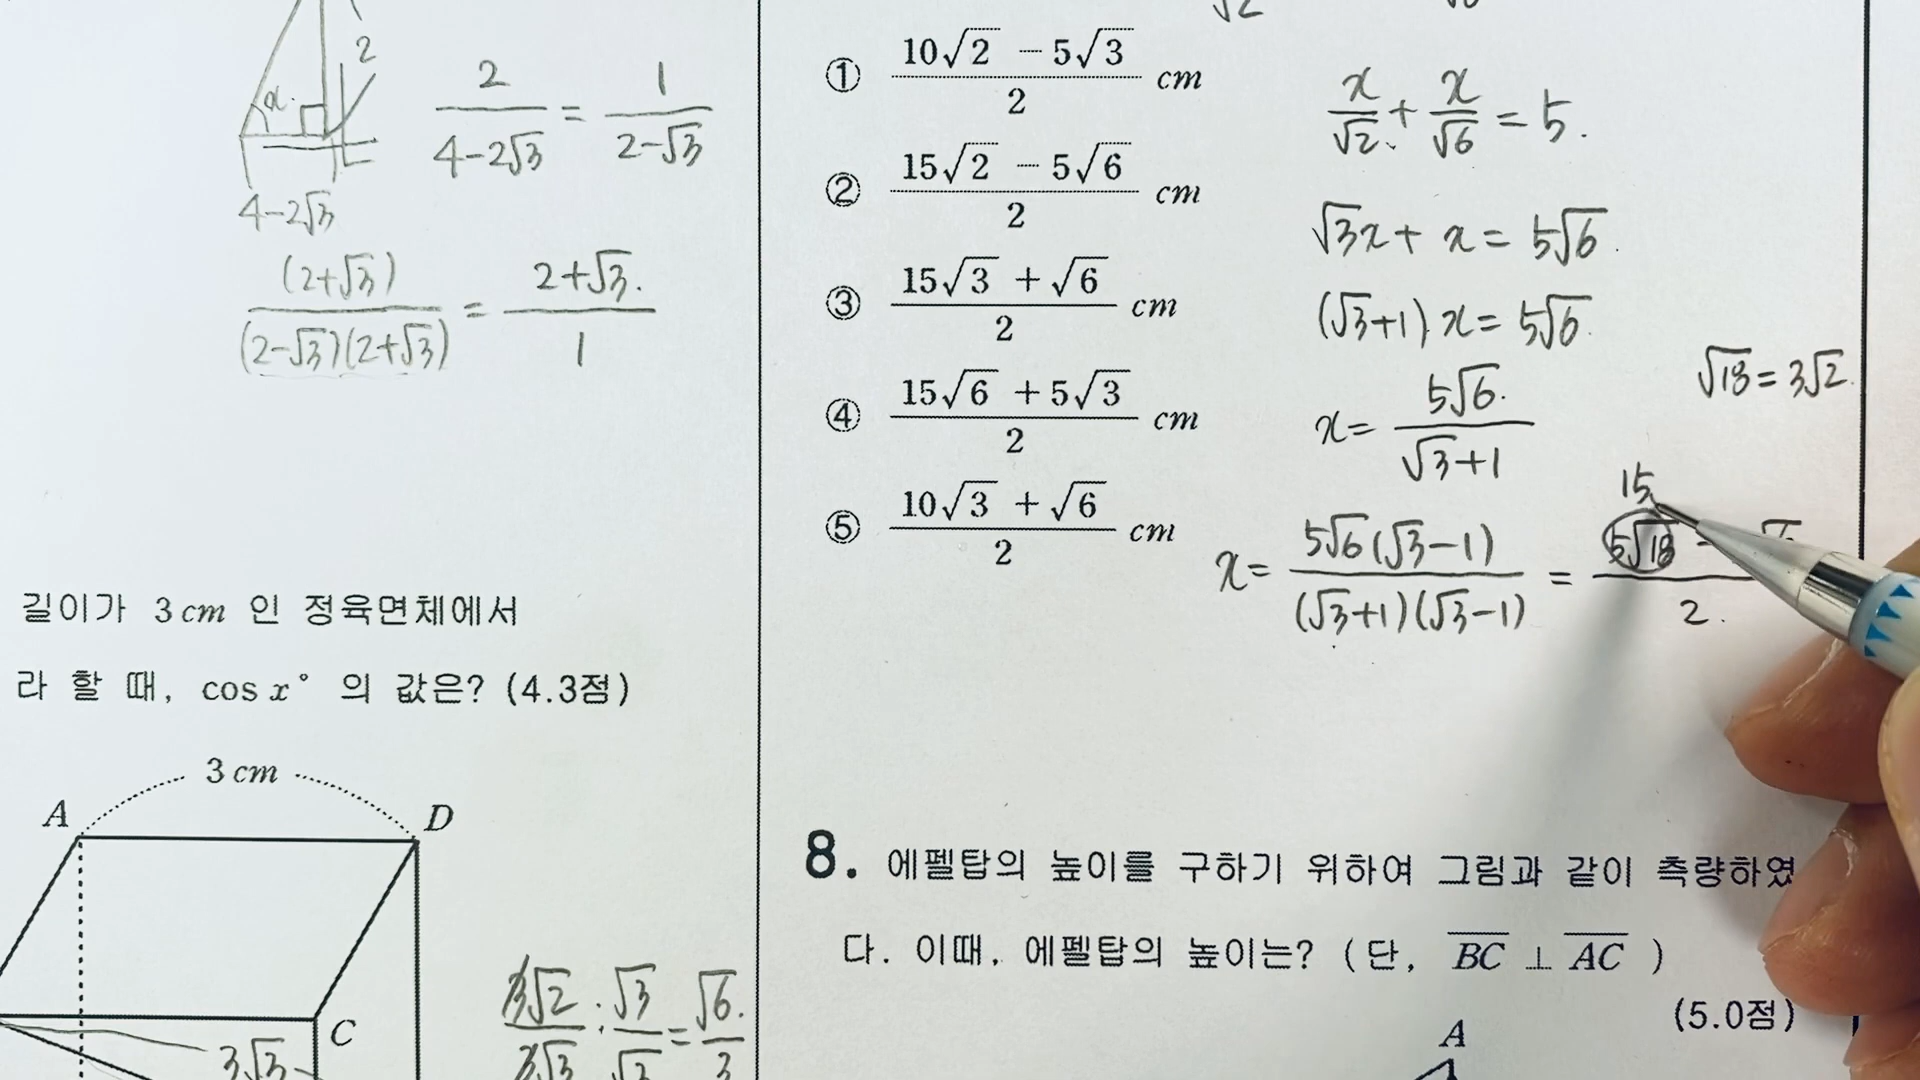 2
α
2/(4-2√3) = 1/(2-√3)
4-2√3
(2+√3)/((2-√3)(2+√3)) = (2+√3.)/1
길이가 3 cm 인 정육면체에서
라 할 때, cos x° 의 값은? (4.3점)
3 cm
A
D
C
3√3
3√2/3√3 : √3/√2 = √6./3
① (10√2 - 5√3)/2 cm
② (15√2 - 5√6)/2 cm
③ (15√3 + √6)/2 cm
④ (15√6 + 5√3)/2 cm
⑤ (10√3 + √6)/2 cm
x/√2 + x/√6 = 5.
√3x + x = 5√6.
(√3+1)x = 5√6.
x = 5√6./(√3+1)
√18 = 3√2.
15
x = 5√6(√3-1)/((√3+1)(√3-1)) = 5√18 - √6/2.
8. 에펠탑의 높이를 구하기 위하여 그림과 같이 측량하였
다. 이때, 에펠탑의 높이는? (단, BC ⊥ AC )
(5.0점)
A